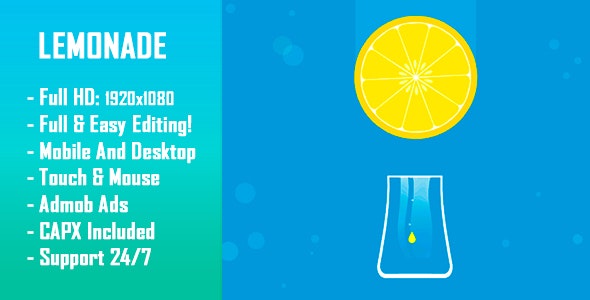 LEMONADE
- Full HD: 1920x1080
- Full & Easy Editing!
- Mobile And Desktop
- Touch & Mouse
- Admob Ads
- CAPX Included
- Support 24/7